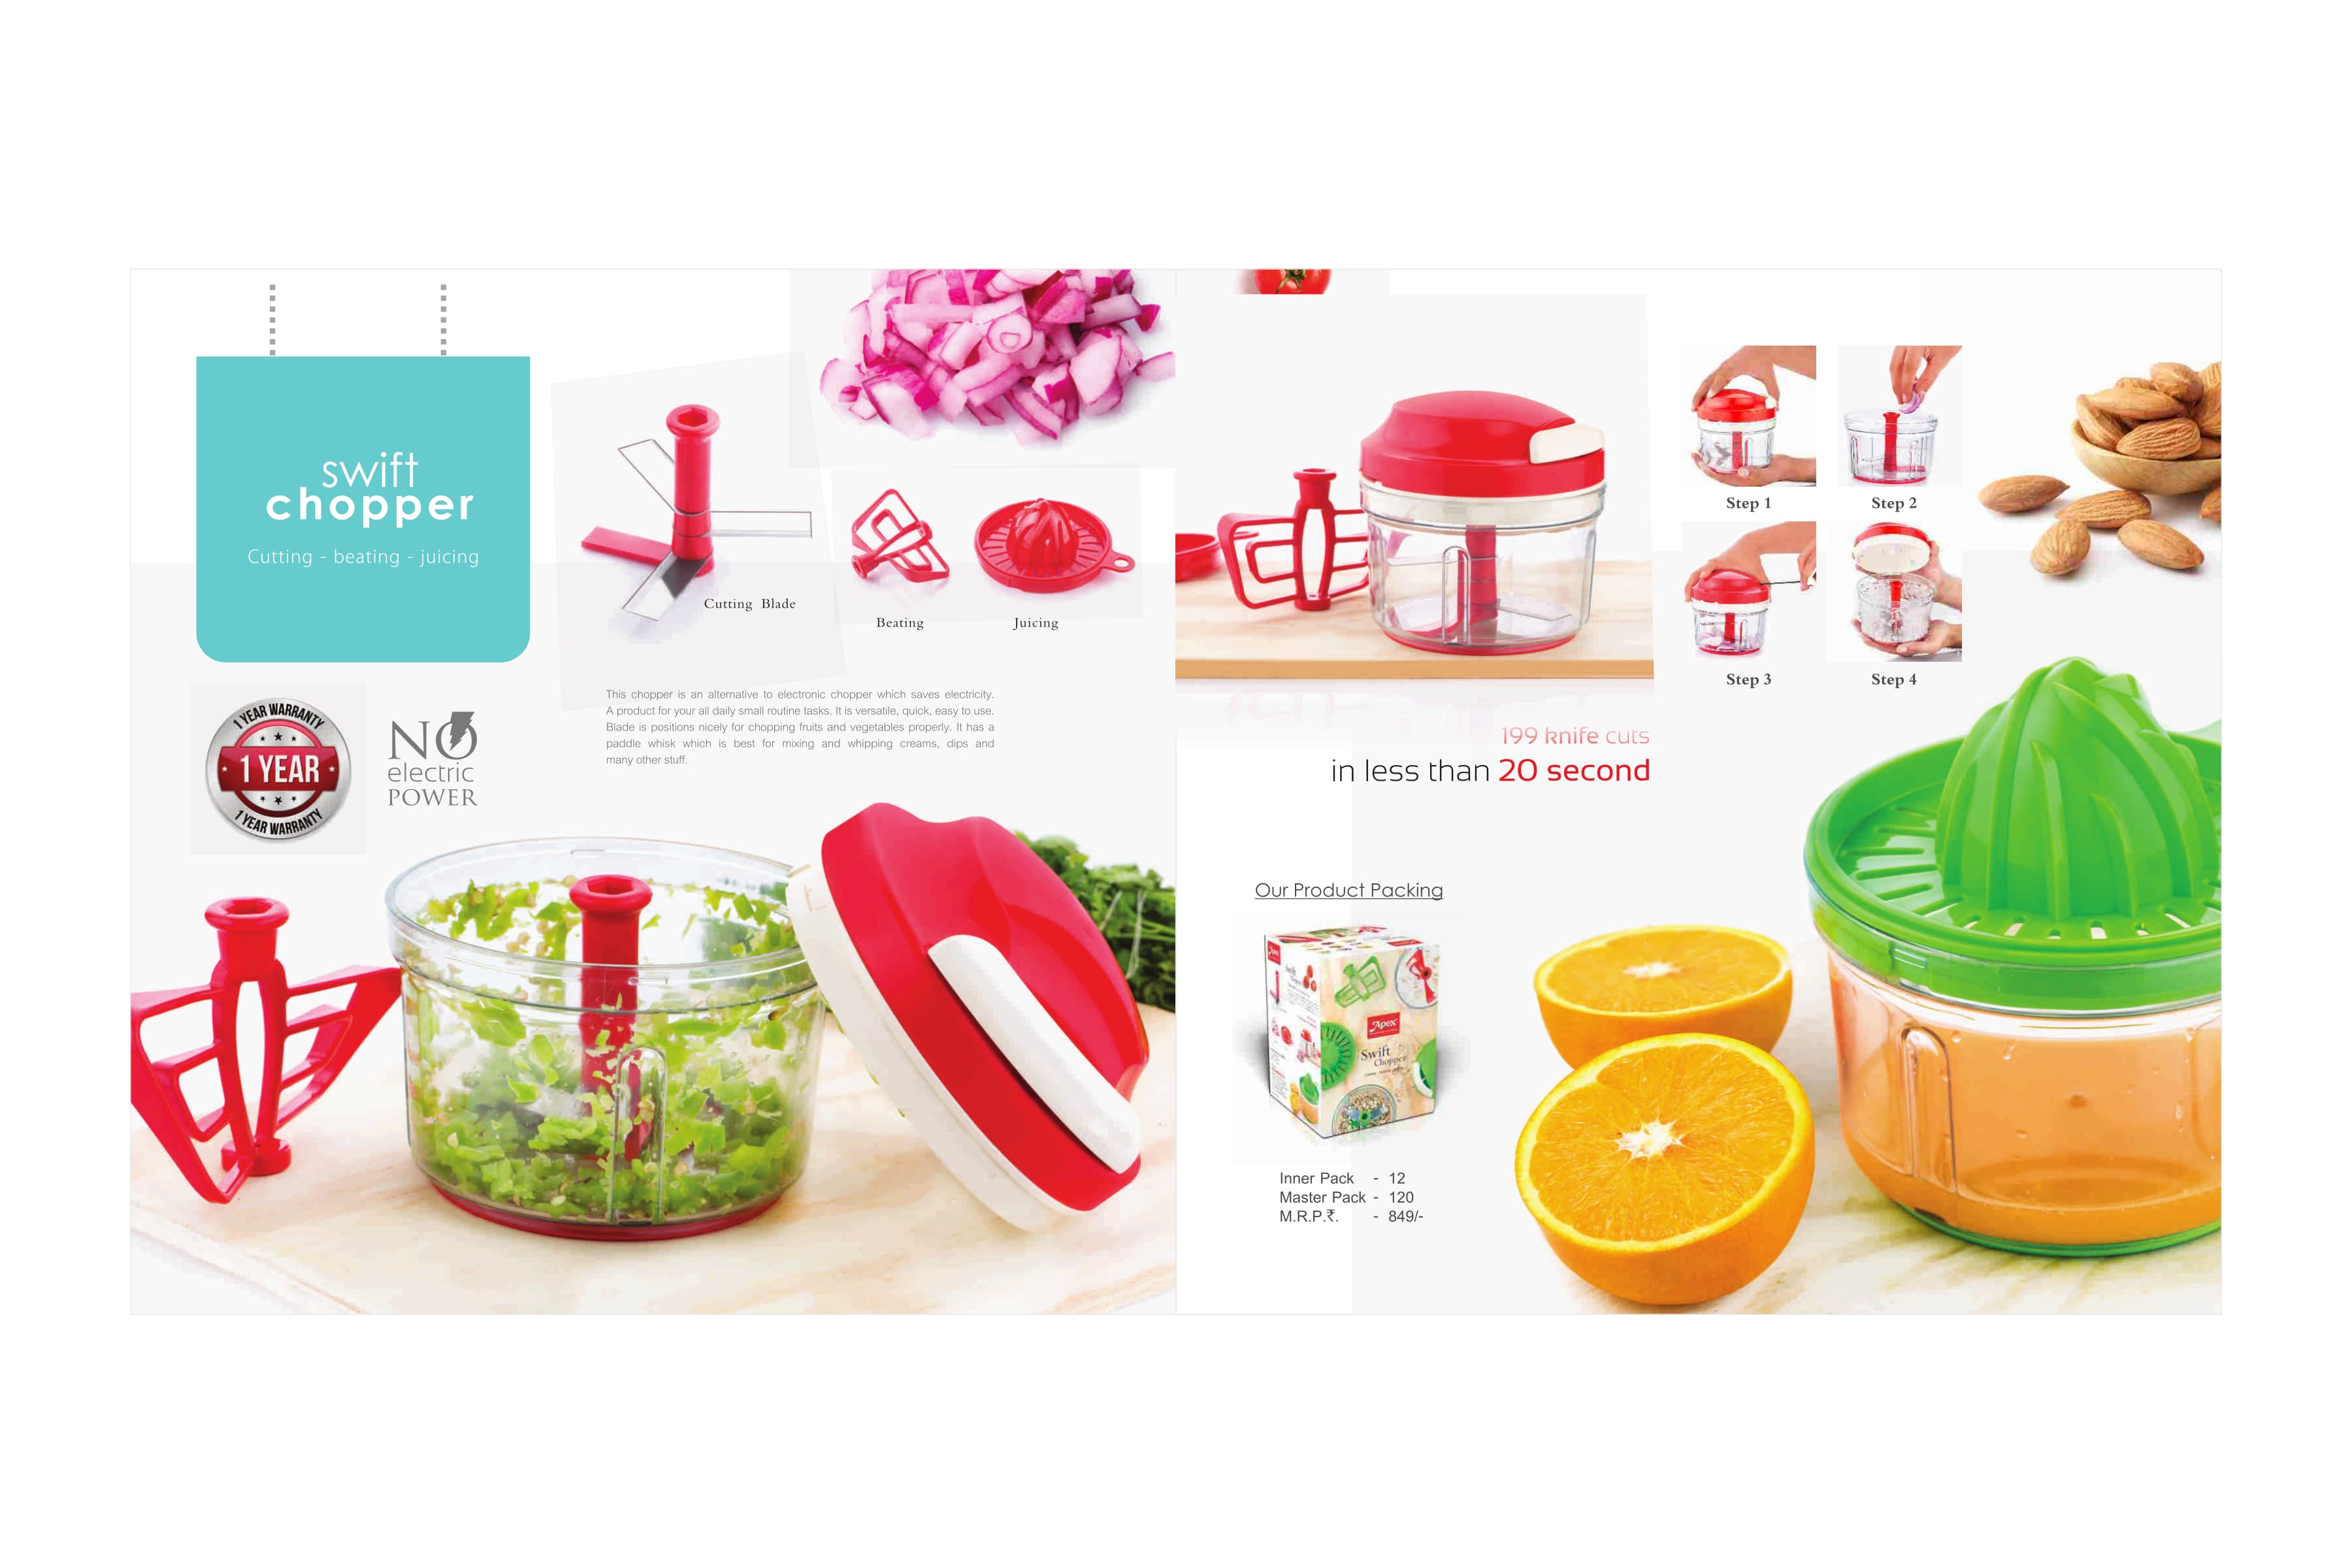 swift
chopper
Cutting - beating - juicing
Cutting Blade
Beating
Juicing
1 YEAR WARRANTY
1 YEAR
1 YEAR WARRANTY
NO
electric
POWER
This chopper is an alternative to electronic chopper which saves electricity.
A product for your all daily small routine tasks. It is versatile, quick, easy to use.
Blade is positions nicely for chopping fruits and vegetables properly. It has a
paddle whisk which is best for mixing and whipping creams, dips and
many other stuff.
Step 1
Step 2
Step 3
Step 4
199 knife cuts
in less than 20 second
Our Product Packing
Apex
Swift
Chopper
Inner Pack - 12
Master Pack - 120
M.R.P.₹. - 849/-